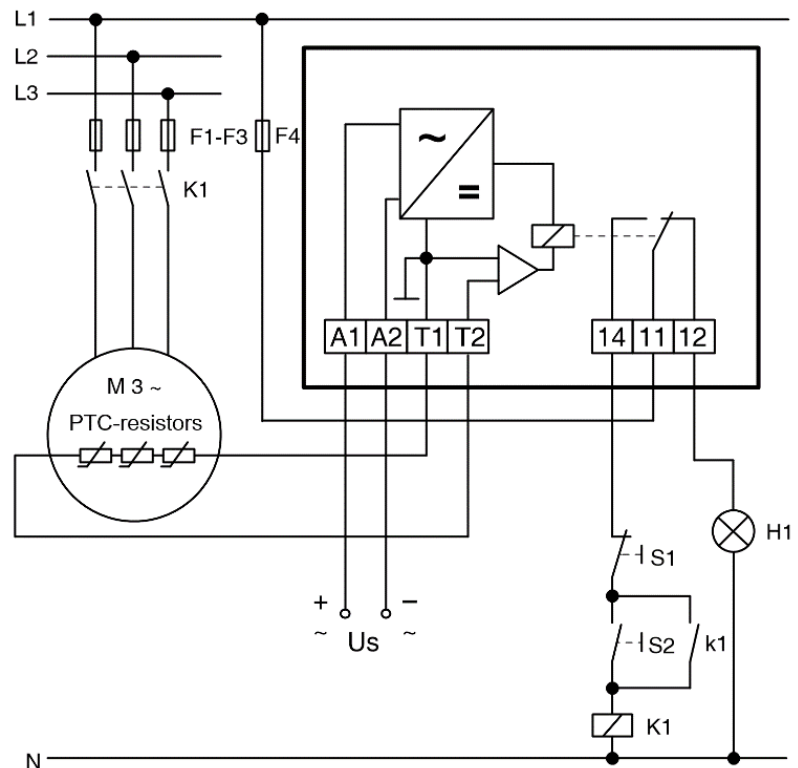 L1
L2
L3
F1-F3
F4
K1
~
=
A1 A2 T1 T2
14 11 12
M 3 ~
PTC-resistors
H1
S1
+ −
~ Us ~
S2 k1
K1
N